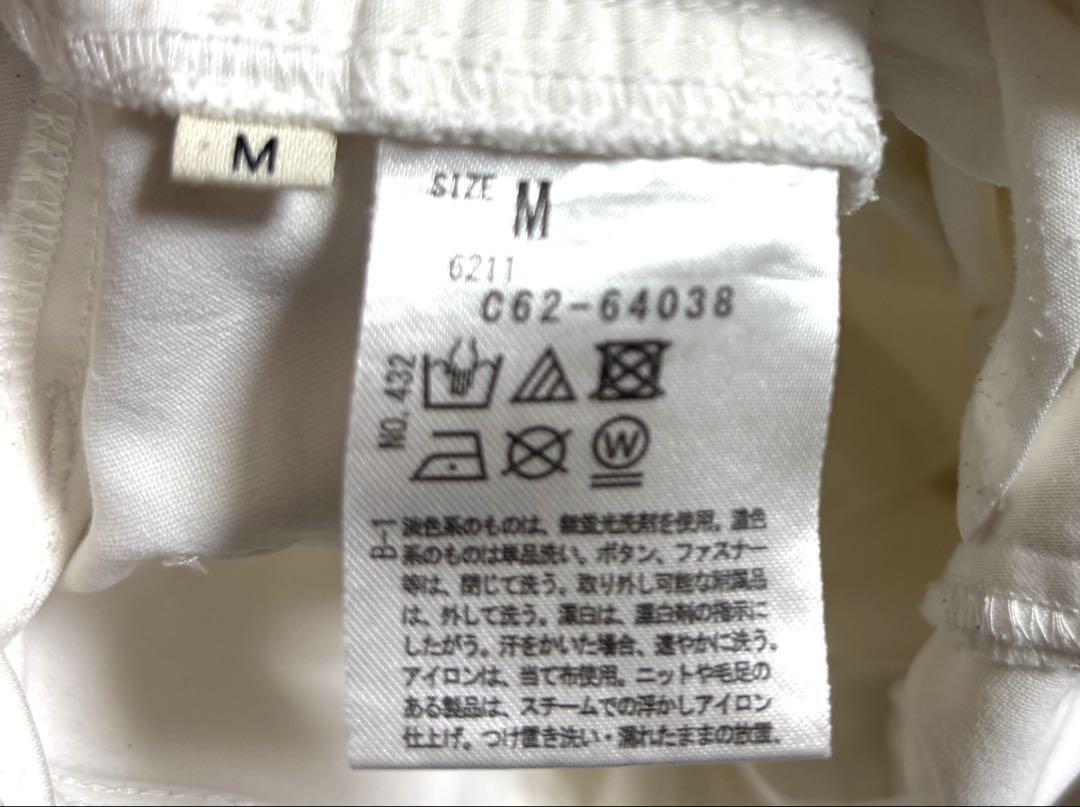 M
SIZE M
6211
C62-64038
NO. 432
W
B-1
淡色系のものは、無蛍光洗剤を使用。濃色
系のものは単品洗い。ボタン、ファスナー
等は、閉じて洗う。取り外し可能な附属品
は、外して洗う。漂白は、漂白剤の指示に
したがう。汗をかいた場合、速やかに洗う。
アイロンは、当て布使用。ニットや毛足の
ある製品は、スチームでの浮かしアイロン
仕上げ。つけ置き洗い・濡れたままの放置、